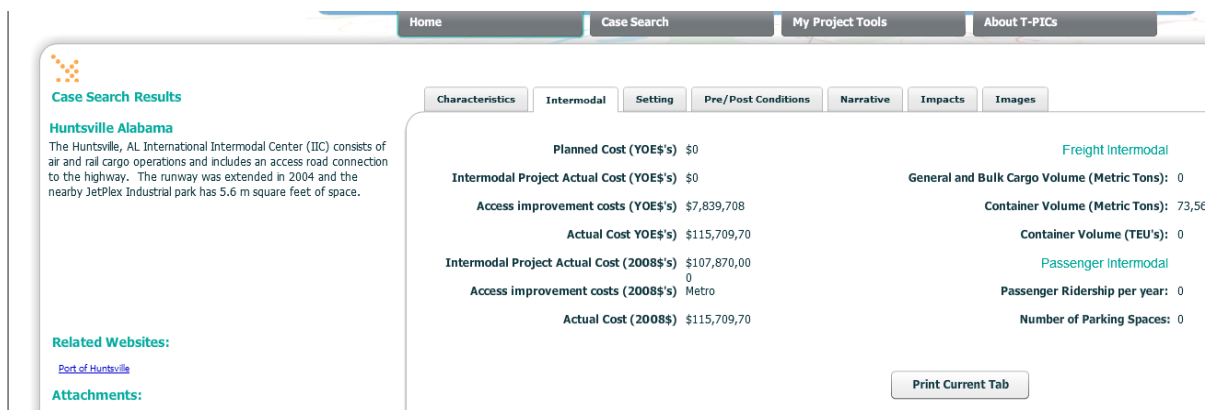 Home Case Search My Project Tools About T-PICs
Case Search Results
Huntsville Alabama
The Huntsville, AL International Intermodal Center (IIC) consists of
air and rail cargo operations and includes an access road connection
to the highway. The runway was extended in 2004 and the
nearby JetPlex Industrial park has 5.6 m square feet of space.
Related Websites:
Port of Huntsville
Attachments:
Characteristics Intermodal Setting Pre/Post Conditions Narrative Impacts Images
Planned Cost (YOE$'s) $0
Intermodal Project Actual Cost (YOE$'s) $0
Access improvement costs (YOE$'s) $7,839,708
Actual Cost YOE$'s) $115,709,70
Intermodal Project Actual Cost (2008$'s) $107,870,00
0
Access improvement costs (2008$'s) Metro
Actual Cost (2008$) $115,709,70
Freight Intermodal
General and Bulk Cargo Volume (Metric Tons): 0
Container Volume (Metric Tons): 73,56
Container Volume (TEU's): 0
Passenger Intermodal
Passenger Ridership per year: 0
Number of Parking Spaces: 0
Print Current Tab